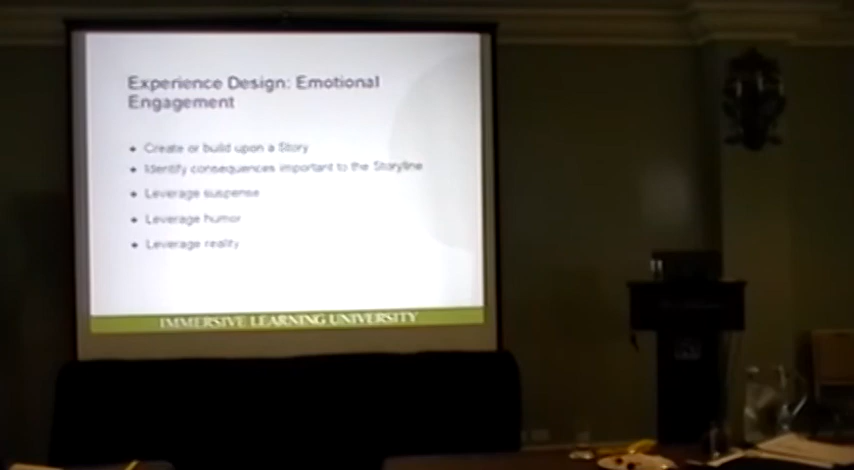 Experience Design: Emotional
Engagement
Create or build upon a Story
Identify consequences important to the Storyline
Leverage suspense
Leverage humor
Leverage reality
IMMERSIVE LEARNING UNIVERSITY